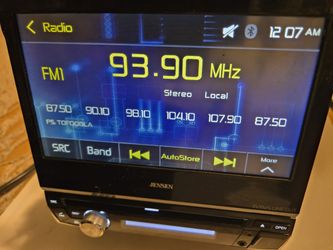 < Radio 12:07 AM
FM1 93.90 MHz
Stereo Local
87.50 90.10 98.10 104.10 107.90 87.50
SRC Band AutoStore More
JENSEN
OPEN